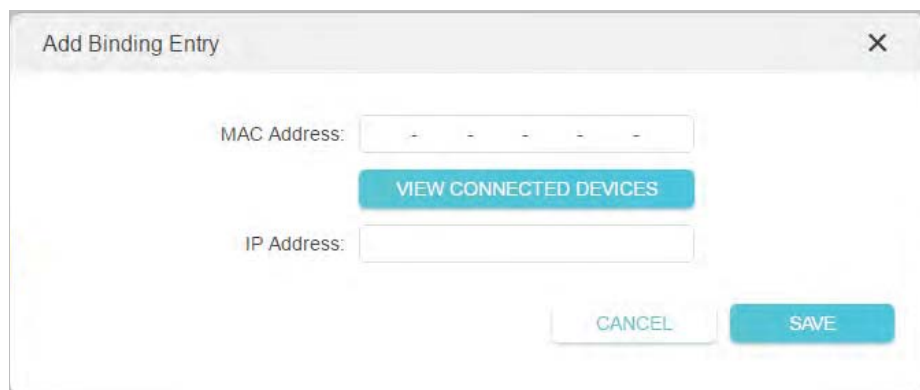 Add Binding Entry
MAC Address: - - - - -
VIEW CONNECTED DEVICES
IP Address:
CANCEL SAVE